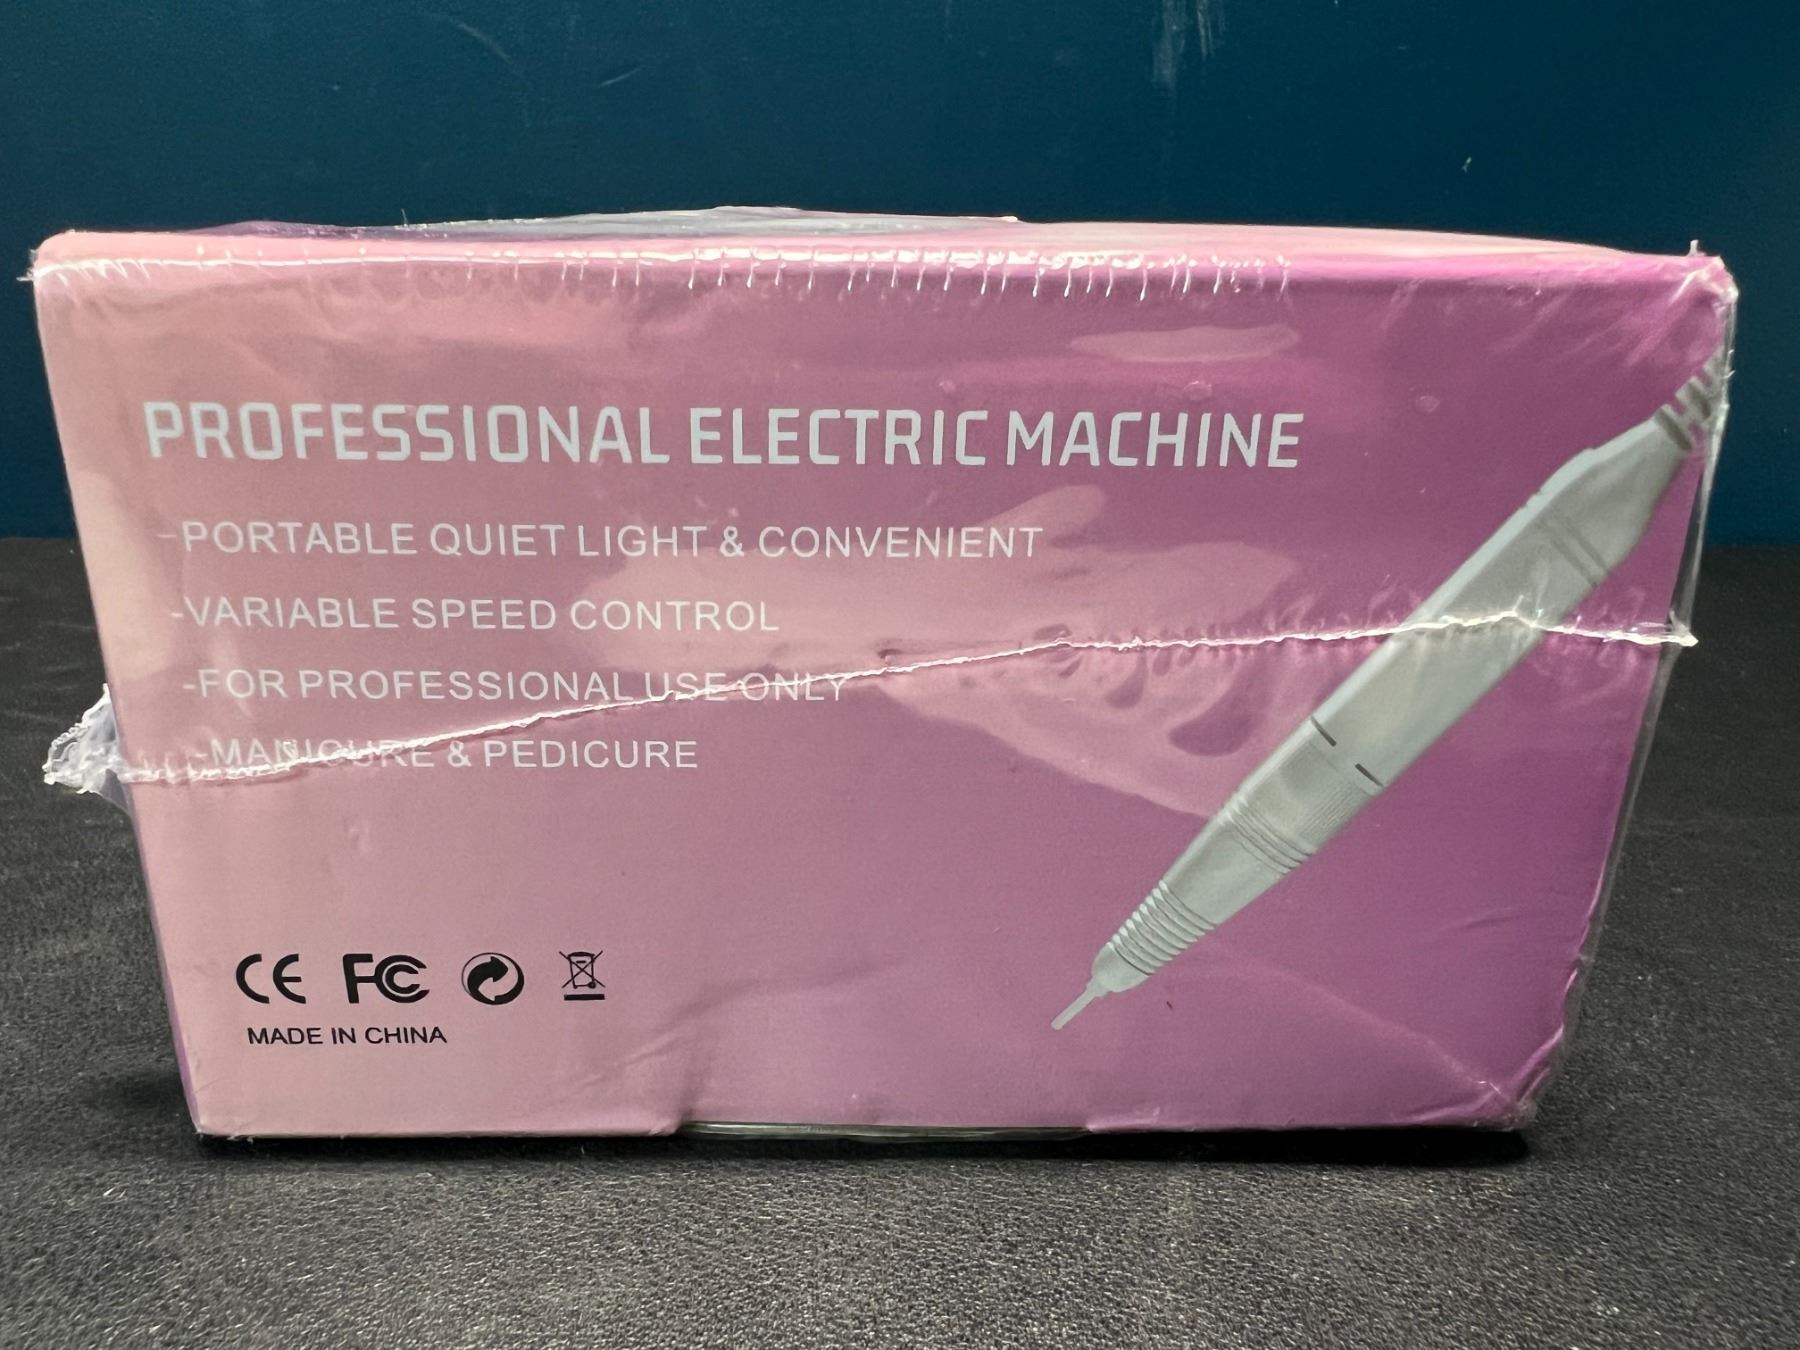 PROFESSIONAL ELECTRIC MACHINE
-PORTABLE QUIET LIGHT & CONVENIENT
-VARIABLE SPEED CONTROL
-FOR PROFESSIONAL USE ONLY
-MANICURE & PEDICURE
CE FC
MADE IN CHINA